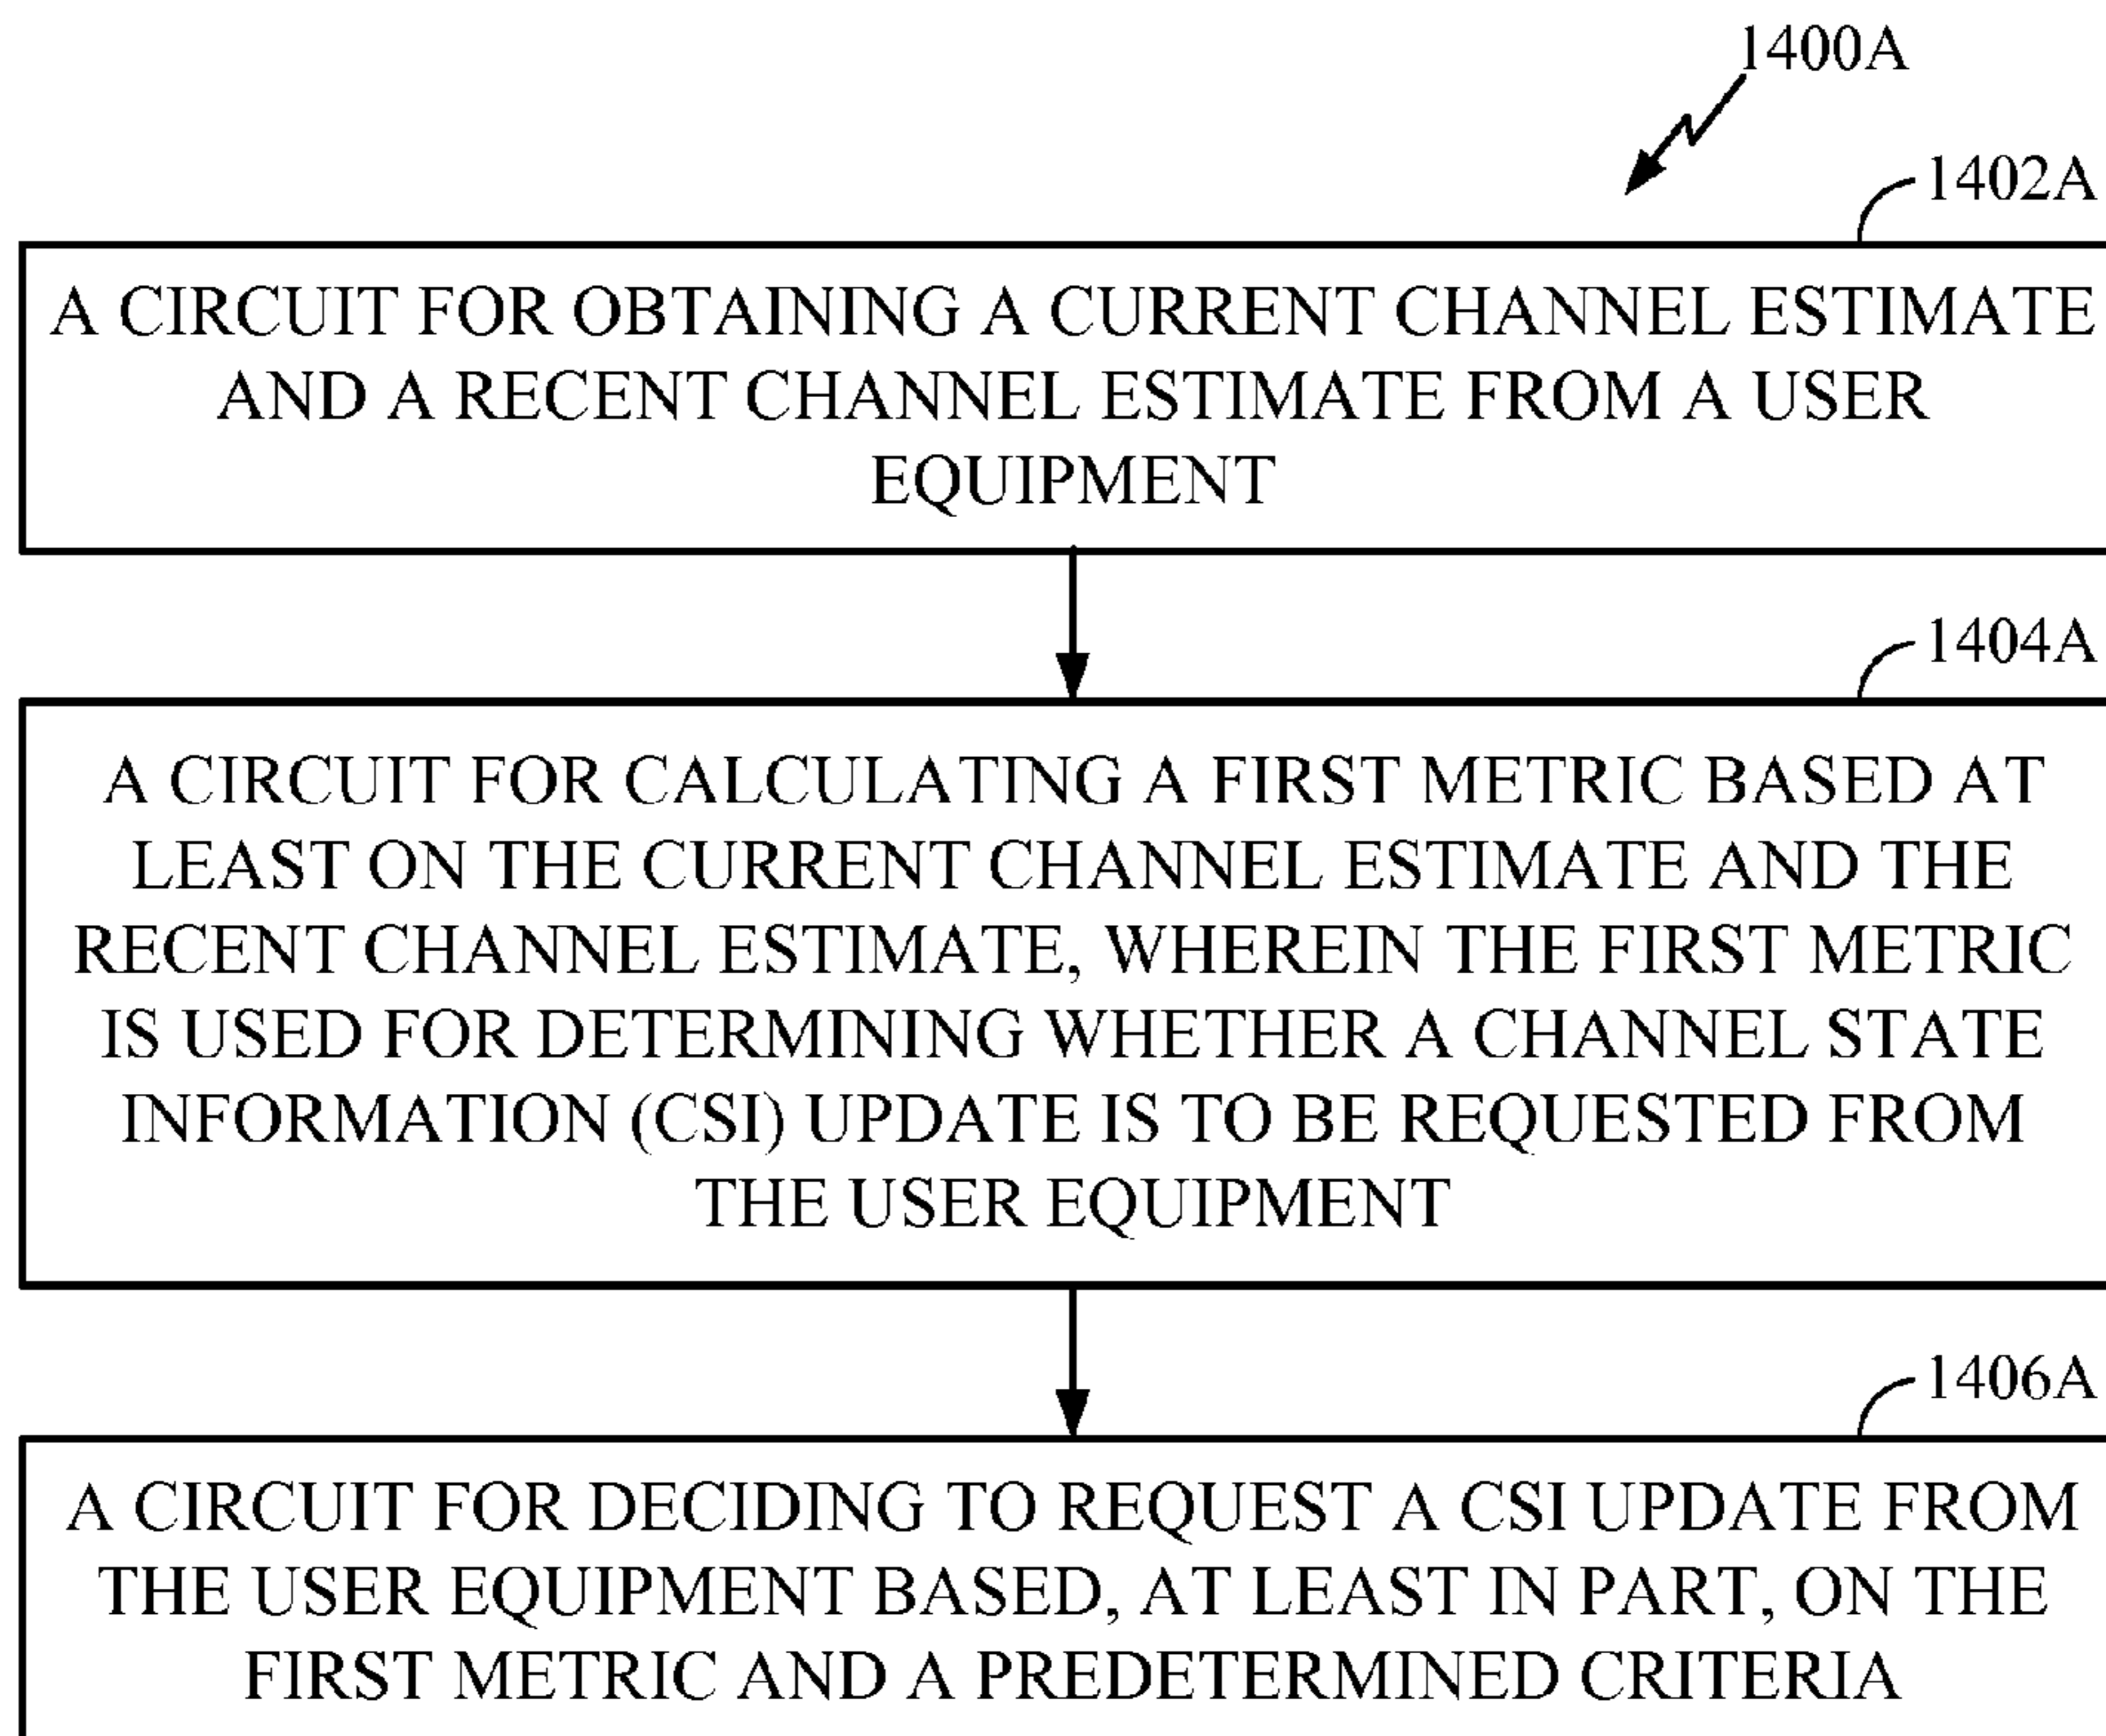 1400A
1402A
A CIRCUIT FOR OBTAINING A CURRENT CHANNEL ESTIMATE
AND A RECENT CHANNEL ESTIMATE FROM A USER
EQUIPMENT
1404A
A CIRCUIT FOR CALCULATING A FIRST METRIC BASED AT
LEAST ON THE CURRENT CHANNEL ESTIMATE AND THE
RECENT CHANNEL ESTIMATE, WHEREIN THE FIRST METRIC
IS USED FOR DETERMINING WHETHER A CHANNEL STATE
INFORMATION (CSI) UPDATE IS TO BE REQUESTED FROM
THE USER EQUIPMENT
1406A
A CIRCUIT FOR DECIDING TO REQUEST A CSI UPDATE FROM
THE USER EQUIPMENT BASED, AT LEAST IN PART, ON THE
FIRST METRIC AND A PREDETERMINED CRITERIA